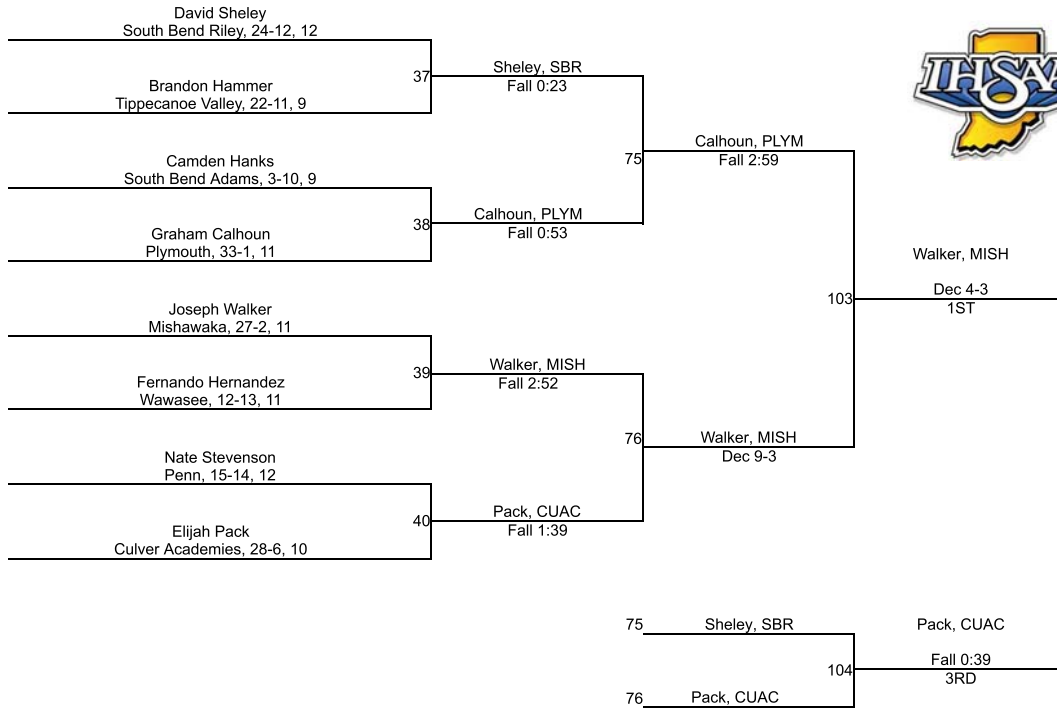 David Sheley
South Bend Riley, 24-12, 12
Brandon Hammer
Tippecanoe Valley, 22-11, 9
37
Sheley, SBR
Fall 0:23
Camden Hanks
South Bend Adams, 3-10, 9
Graham Calhoun
Plymouth, 33-1, 11
38
Calhoun, PLYM
Fall 0:53
75
Calhoun, PLYM
Fall 2:59
Joseph Walker
Mishawaka, 27-2, 11
Fernando Hernandez
Wawasee, 12-13, 11
39
Walker, MISH
Fall 2:52
Nate Stevenson
Penn, 15-14, 12
Elijah Pack
Culver Academies, 28-6, 10
40
Pack, CUAC
Fall 1:39
76
Walker, MISH
Dec 9-3
103
Walker, MISH
Dec 4-3
1ST
IHSAA
75
Sheley, SBR
76
Pack, CUAC
104
Pack, CUAC
Fall 0:39
3RD